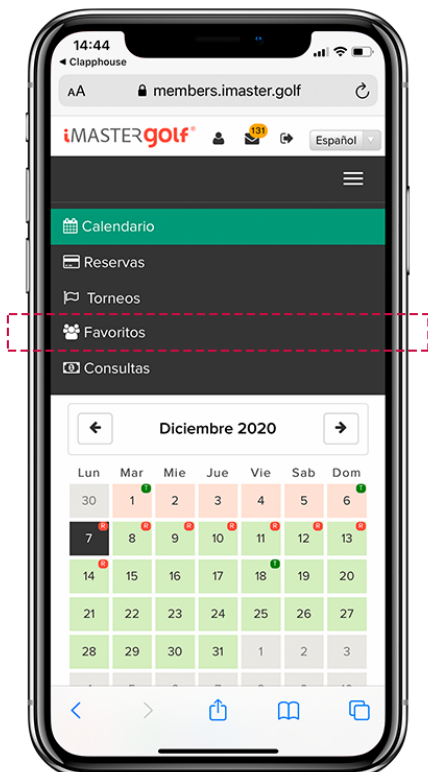 14:44
◀ Clapphouse
AA members.imaster.golf
iMASTERgolf® 131 Español
Calendario
Reservas
Torneos
Favoritos
Consultas
Diciembre 2020
Lun Mar Mie Jue Vie Sab Dom
30 1 T 2 3 4 5 6 T
7 R 8 R 9 R 10 R 11 R 12 R 13 R
14 R 15 16 17 18 T 19 20
21 22 23 24 25 26 27
28 29 30 31 1 2 3